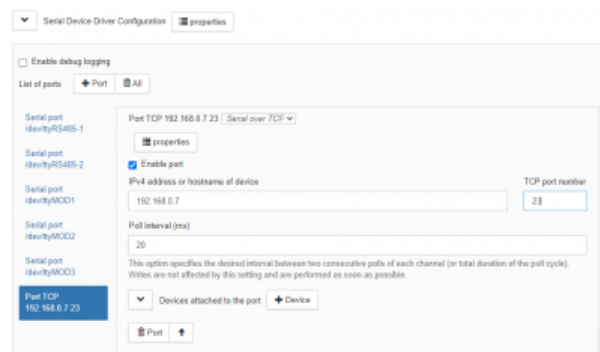 Serial Device Driver Configuration properties
Enable debug logging
List of ports + Port All
Serial port
/dev/ttyRS485-1
Serial port
/dev/ttyRS485-2
Serial port
/dev/ttyMOD1
Serial port
/dev/ttyMOD2
Serial port
/dev/ttyMOD3
Port TCP
192.168.0.7 23
Port TCP 192.168.0.7 23 Serial over TCP
properties
Enable port
IPv4 address or hostname of device TCP port number
192.168.0.7 23
Poll interval (ms)
20
This option specifies the desired interval between two consecutive polls of each channel (or total duration of the poll cycle).
Writes are not affected by this setting and are performed as soon as possible.
Devices attached to the port + Device
Port